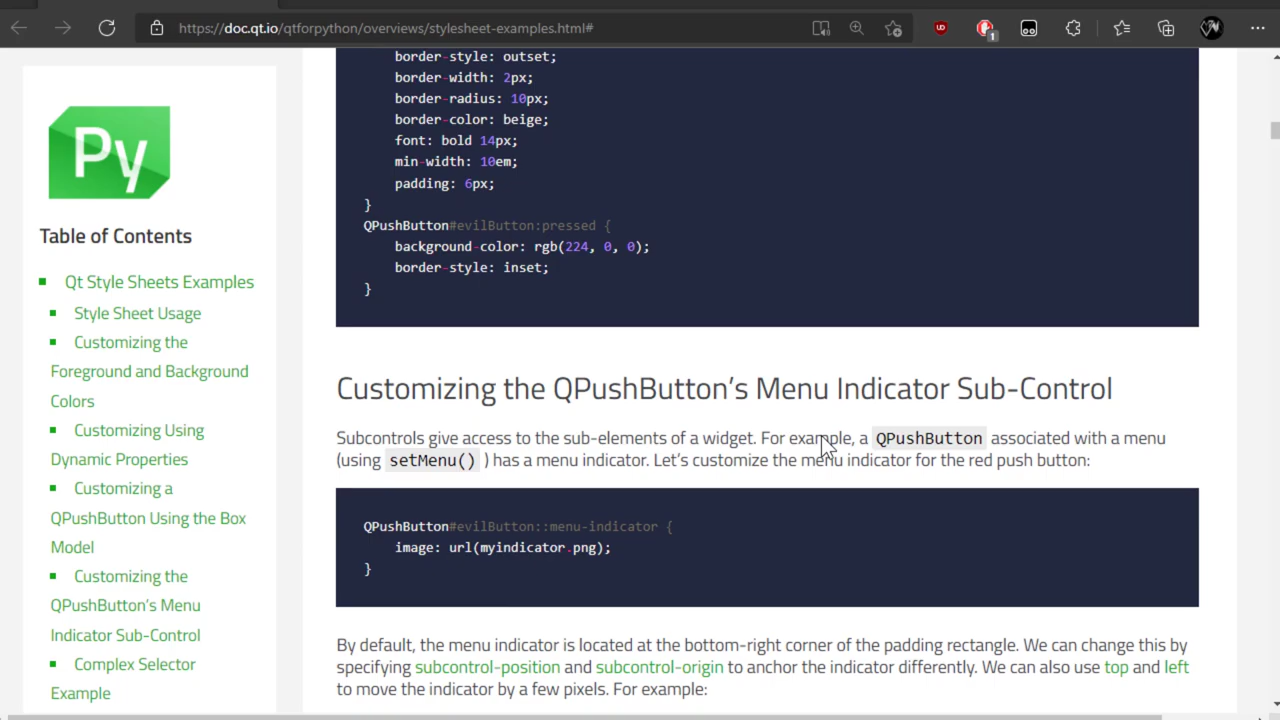 https://doc.qt.io/qtforpython/overviews/stylesheet-examples.html#
UD
1
Py
Table of Contents
Qt Style Sheets Examples
Style Sheet Usage
Customizing the
Foreground and Background
Colors
Customizing Using
Dynamic Properties
Customizing a
QPushButton Using the Box
Model
Customizing the
QPushButton’s Menu
Indicator Sub-Control
Complex Selector
Example
border-style: outset;
border-width: 2px;
border-radius: 10px;
border-color: beige;
font: bold 14px;
min-width: 10em;
padding: 6px;
}
QPushButton#evilButton:pressed {
background-color: rgb(224, 0, 0);
border-style: inset;
}
Customizing the QPushButton’s Menu Indicator Sub-Control
Subcontrols give access to the sub-elements of a widget. For example, a QPushButton associated with a menu
(using setMenu() ) has a menu indicator. Let’s customize the menu indicator for the red push button:
QPushButton#evilButton::menu-indicator {
image: url(myindicator.png);
}
By default, the menu indicator is located at the bottom-right corner of the padding rectangle. We can change this by
specifying subcontrol-position and subcontrol-origin to anchor the indicator differently. We can also use top and left
to move the indicator by a few pixels. For example: